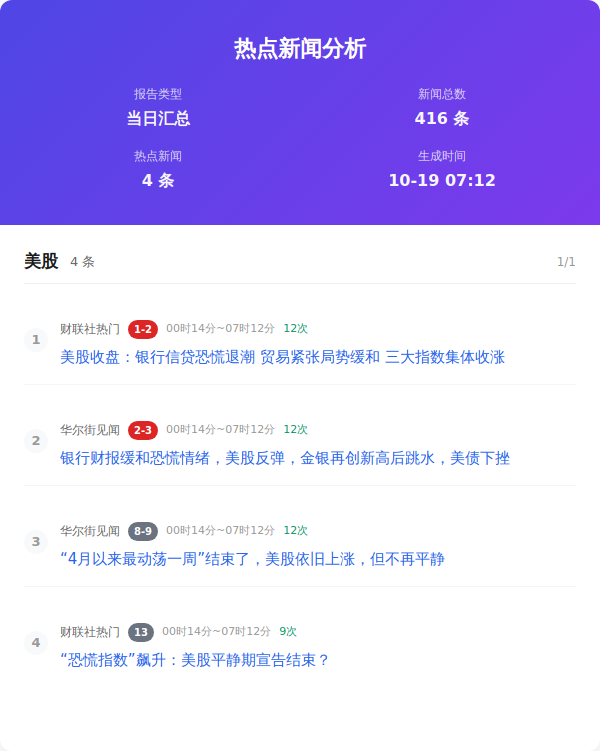 热点新闻分析
报告类型
当日汇总
新闻总数
416 条
热点新闻
4 条
生成时间
10-19 07:12
美股 4 条 1/1
1
财联社热门 1-2 00时14分~07时12分 12次
美股收盘：银行信贷恐慌退潮 贸易紧张局势缓和 三大指数集体收涨
2
华尔街见闻 2-3 00时14分~07时12分 12次
银行财报缓和恐慌情绪，美股反弹，金银再创新高后跳水，美债下挫
3
华尔街见闻 8-9 00时14分~07时12分 12次
“4月以来最动荡一周”结束了，美股依旧上涨，但不再平静
4
财联社热门 13 00时14分~07时12分 9次
“恐慌指数”飙升：美股平静期宣告结束？